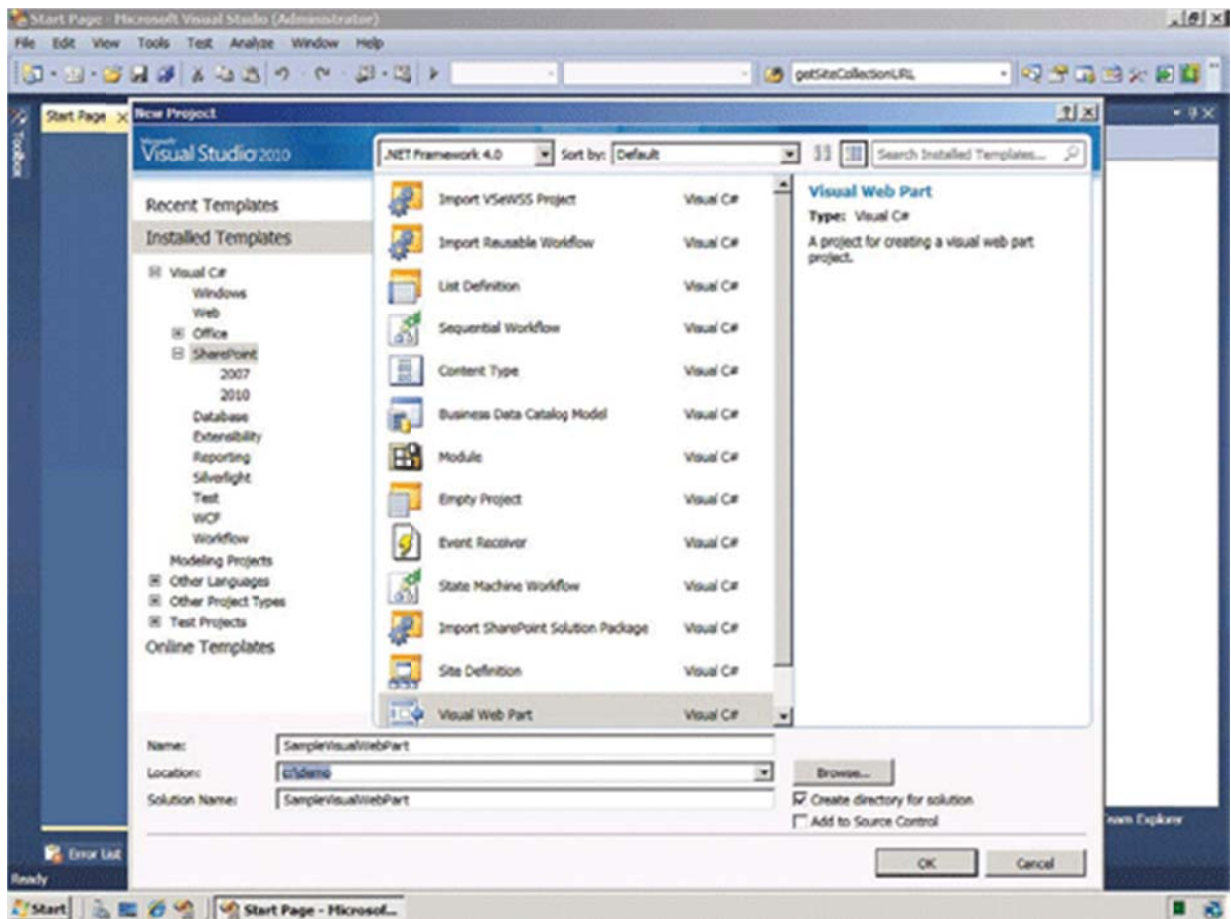 Start Page - Microsoft Visual Studio (Administrator)
File Edit View Tools Test Analyze Window Help
getSiteCollectionURL
Toolbox
Start Page
New Project
Microsoft
Visual Studio 2010
.NET Framework 4.0
Sort by: Default
Search Installed Templates...
Recent Templates
Installed Templates
Visual C#
Windows
Web
Office
SharePoint
2007
2010
Database
Extensibility
Reporting
Silverlight
Test
WCF
Workflow
Modeling Projects
Other Languages
Other Project Types
Test Projects
Online Templates
Import VSeWSS Project Visual C#
Import Reusable Workflow Visual C#
List Definition Visual C#
Sequential Workflow Visual C#
Content Type Visual C#
Business Data Catalog Model Visual C#
Module Visual C#
Empty Project Visual C#
Event Receiver Visual C#
State Machine Workflow Visual C#
Import SharePoint Solution Package Visual C#
Site Definition Visual C#
Visual Web Part Visual C#
Visual Web Part
Type: Visual C#
A project for creating a visual web part
project.
Name: SampleVisualWebPart
Location: c:\demo
Browse...
Solution Name: SampleVisualWebPart
Create directory for solution
Add to Source Control
OK Cancel
Team Explorer
Error List
Ready
Start
Start Page - Microsof...